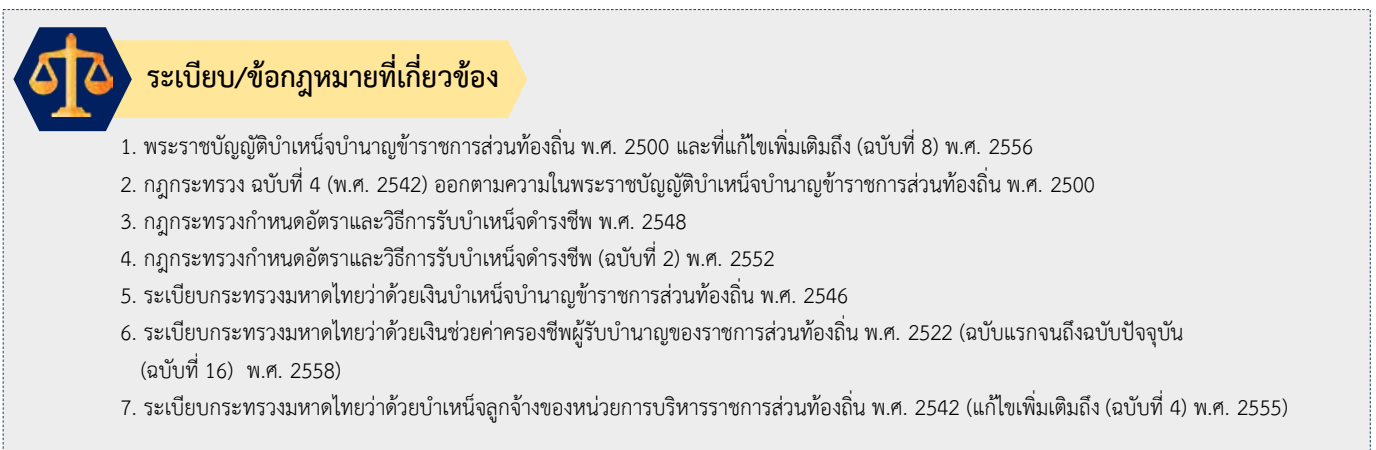 ระเบียบ/ข้อกฎหมายที่เกี่ยวข้อง
1. พระราชบัญญัติบำเหน็จบำนาญข้าราชการส่วนท้องถิ่น พ.ศ. 2500 และที่แก้ไขเพิ่มเติมถึง (ฉบับที่ 8) พ.ศ. 2556
2. กฎกระทรวง ฉบับที่ 4 (พ.ศ. 2542) ออกตามความในพระราชบัญญัติบำเหน็จบำนาญข้าราชการส่วนท้องถิ่น พ.ศ. 2500
3. กฎกระทรวงกำหนดอัตราและวิธีการรับบำเหน็จดำรงชีพ พ.ศ. 2548
4. กฎกระทรวงกำหนดอัตราและวิธีการรับบำเหน็จดำรงชีพ (ฉบับที่ 2) พ.ศ. 2552
5. ระเบียบกระทรวงมหาดไทยว่าด้วยเงินบำเหน็จบำนาญข้าราชการส่วนท้องถิ่น พ.ศ. 2546
6. ระเบียบกระทรวงมหาดไทยว่าด้วยเงินช่วยค่าครองชีพผู้รับบำนาญของราชการส่วนท้องถิ่น พ.ศ. 2522 (ฉบับแรกจนถึงฉบับปัจจุบัน
(ฉบับที่ 16) พ.ศ. 2558)
7. ระเบียบกระทรวงมหาดไทยว่าด้วยบำเหน็จลูกจ้างของหน่วยการบริหารราชการส่วนท้องถิ่น พ.ศ. 2542 (แก้ไขเพิ่มเติมถึง (ฉบับที่ 4) พ.ศ. 2555)